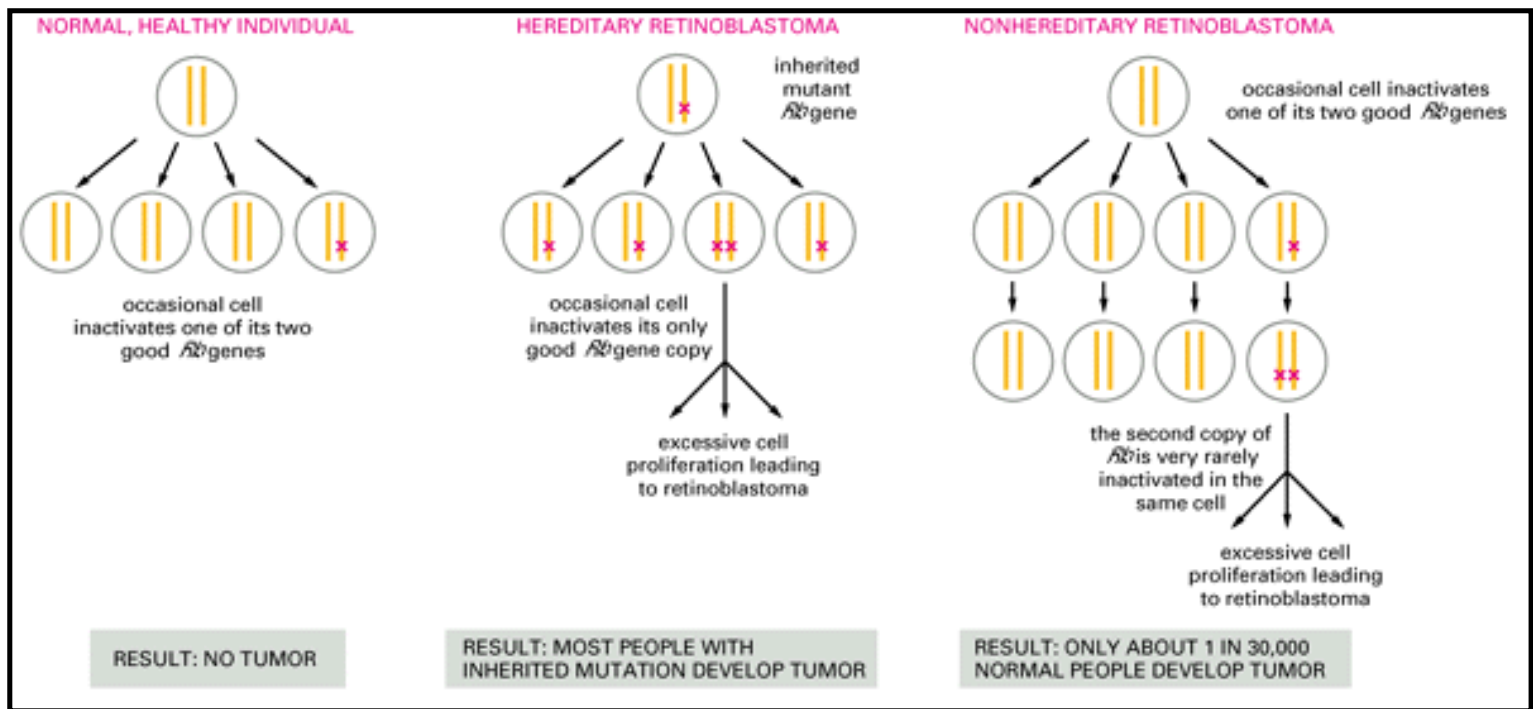 NORMAL, HEALTHY INDIVIDUAL
occasional cell
inactivates one of its two
good Rb genes
RESULT: NO TUMOR
HEREDITARY RETINOBLASTOMA
inherited
mutant
Rb gene
occasional cell
inactivates its only
good Rb gene copy
excessive cell
proliferation leading
to retinoblastoma
RESULT: MOST PEOPLE WITH
INHERITED MUTATION DEVELOP TUMOR
NONHEREDITARY RETINOBLASTOMA
occasional cell inactivates
one of its two good Rb genes
the second copy of
Rb is very rarely
inactivated in the
same cell
excessive cell
proliferation leading
to retinoblastoma
RESULT: ONLY ABOUT 1 IN 30,000
NORMAL PEOPLE DEVELOP TUMOR